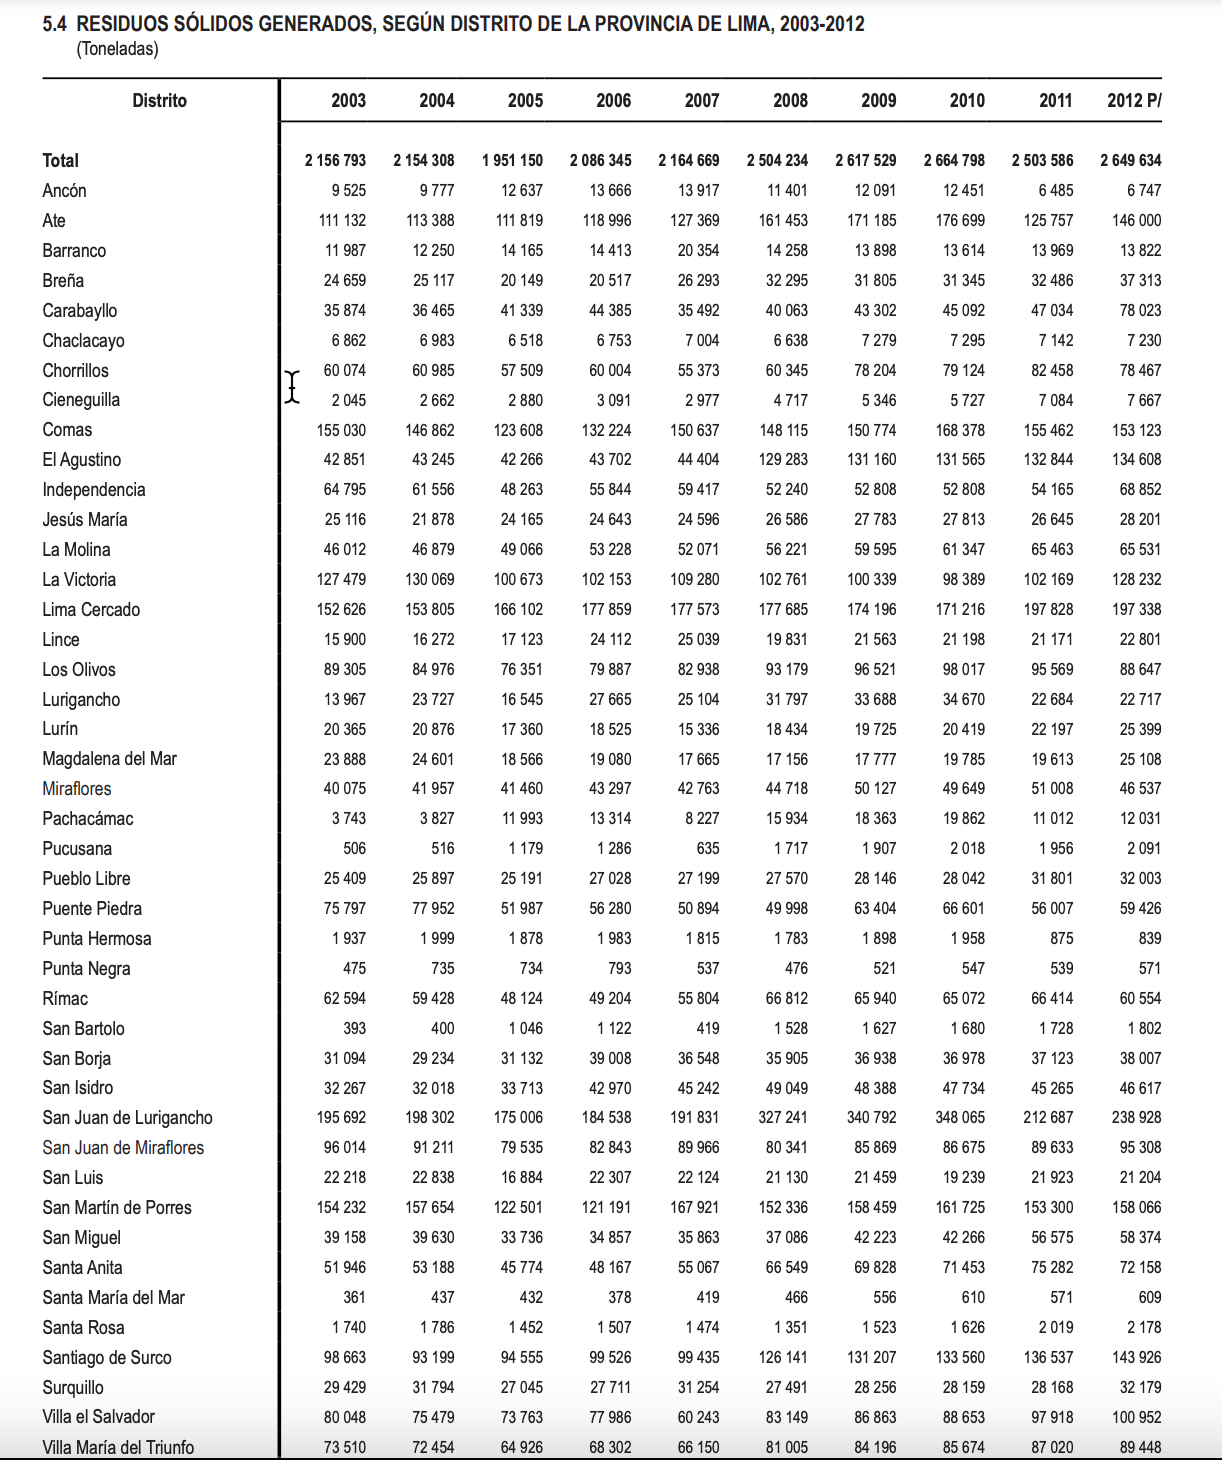 5.4 RESIDUOS SÓLIDOS GENERADOS, SEGÚN DISTRITO DE LA PROVINCIA DE LIMA, 2003-2012
(Toneladas)
Distrito 2003 2004 2005 2006 2007 2008 2009 2010 2011 2012 P/
Total 2 156 793 2 154 308 1 951 150 2 086 345 2 164 669 2 504 234 2 617 529 2 664 798 2 503 586 2 649 634
Ancón 9 525 9 777 12 637 13 666 13 917 11 401 12 091 12 451 6 485 6 747
Ate 111 132 113 388 111 819 118 996 127 369 161 453 171 185 176 699 125 757 146 000
Barranco 11 987 12 250 14 165 14 413 20 354 14 258 13 898 13 614 13 969 13 822
Breña 24 659 25 117 20 149 20 517 26 293 32 295 31 805 31 345 32 486 37 313
Carabayllo 35 874 36 465 41 339 44 385 35 492 40 063 43 302 45 092 47 034 78 023
Chaclacayo 6 862 6 983 6 518 6 753 7 004 6 638 7 279 7 295 7 142 7 230
Chorrillos 60 074 60 985 57 509 60 004 55 373 60 345 78 204 79 124 82 458 78 467
Cieneguilla 2 045 2 662 2 880 3 091 2 977 4 717 5 346 5 727 7 084 7 667
Comas 155 030 146 862 123 608 132 224 150 637 148 115 150 774 168 378 155 462 153 123
El Agustino 42 851 43 245 42 266 43 702 44 404 129 283 131 160 131 565 132 844 134 608
Independencia 64 795 61 556 48 263 55 844 59 417 52 240 52 808 52 808 54 165 68 852
Jesús María 25 116 21 878 24 165 24 643 24 596 26 586 27 783 27 813 26 645 28 201
La Molina 46 012 46 879 49 066 53 228 52 071 56 221 59 595 61 347 65 463 65 531
La Victoria 127 479 130 069 100 673 102 153 109 280 102 761 100 339 98 389 102 169 128 232
Lima Cercado 152 626 153 805 166 102 177 859 177 573 177 685 174 196 171 216 197 828 197 338
Lince 15 900 16 272 17 123 24 112 25 039 19 831 21 563 21 198 21 171 22 801
Los Olivos 89 305 84 976 76 351 79 887 82 938 93 179 96 521 98 017 95 569 88 647
Lurigancho 13 967 23 727 16 545 27 665 25 104 31 797 33 688 34 670 22 684 22 717
Lurín 20 365 20 876 17 360 18 525 15 336 18 434 19 725 20 419 22 197 25 399
Magdalena del Mar 23 888 24 601 18 566 19 080 17 665 17 156 17 777 19 785 19 613 25 108
Miraflores 40 075 41 957 41 460 43 297 42 763 44 718 50 127 49 649 51 008 46 537
Pachacámac 3 743 3 827 11 993 13 314 8 227 15 934 18 363 19 862 11 012 12 031
Pucusana 506 516 1 179 1 286 635 1 717 1 907 2 018 1 956 2 091
Pueblo Libre 25 409 25 897 25 191 27 028 27 199 27 570 28 146 28 042 31 801 32 003
Puente Piedra 75 797 77 952 51 987 56 280 50 894 49 998 63 404 66 601 56 007 59 426
Punta Hermosa 1 937 1 999 1 878 1 983 1 815 1 783 1 898 1 958 875 839
Punta Negra 475 735 734 793 537 476 521 547 539 571
Rímac 62 594 59 428 48 124 49 204 55 804 66 812 65 940 65 072 66 414 60 554
San Bartolo 393 400 1 046 1 122 419 1 528 1 627 1 680 1 728 1 802
San Borja 31 094 29 234 31 132 39 008 36 548 35 905 36 938 36 978 37 123 38 007
San Isidro 32 267 32 018 33 713 42 970 45 242 49 049 48 388 47 734 45 265 46 617
San Juan de Lurigancho 195 692 198 302 175 006 184 538 191 831 327 241 340 792 348 065 212 687 238 928
San Juan de Miraflores 96 014 91 211 79 535 82 843 89 966 80 341 85 869 86 675 89 633 95 308
San Luis 22 218 22 838 16 884 22 307 22 124 21 130 21 459 19 239 21 923 21 204
San Martín de Porres 154 232 157 654 122 501 121 191 167 921 152 336 158 459 161 725 153 300 158 066
San Miguel 39 158 39 630 33 736 34 857 35 863 37 086 42 223 42 266 56 575 58 374
Santa Anita 51 946 53 188 45 774 48 167 55 067 66 549 69 828 71 453 75 282 72 158
Santa María del Mar 361 437 432 378 419 466 556 610 571 609
Santa Rosa 1 740 1 786 1 452 1 507 1 474 1 351 1 523 1 626 2 019 2 178
Santiago de Surco 98 663 93 199 94 555 99 526 99 435 126 141 131 207 133 560 136 537 143 926
Surquillo 29 429 31 794 27 045 27 711 31 254 27 491 28 256 28 159 28 168 32 179
Villa el Salvador 80 048 75 479 73 763 77 986 60 243 83 149 86 863 88 653 97 918 100 952
Villa María del Triunfo 73 510 72 454 64 926 68 302 66 150 81 005 84 196 85 674 87 020 89 448